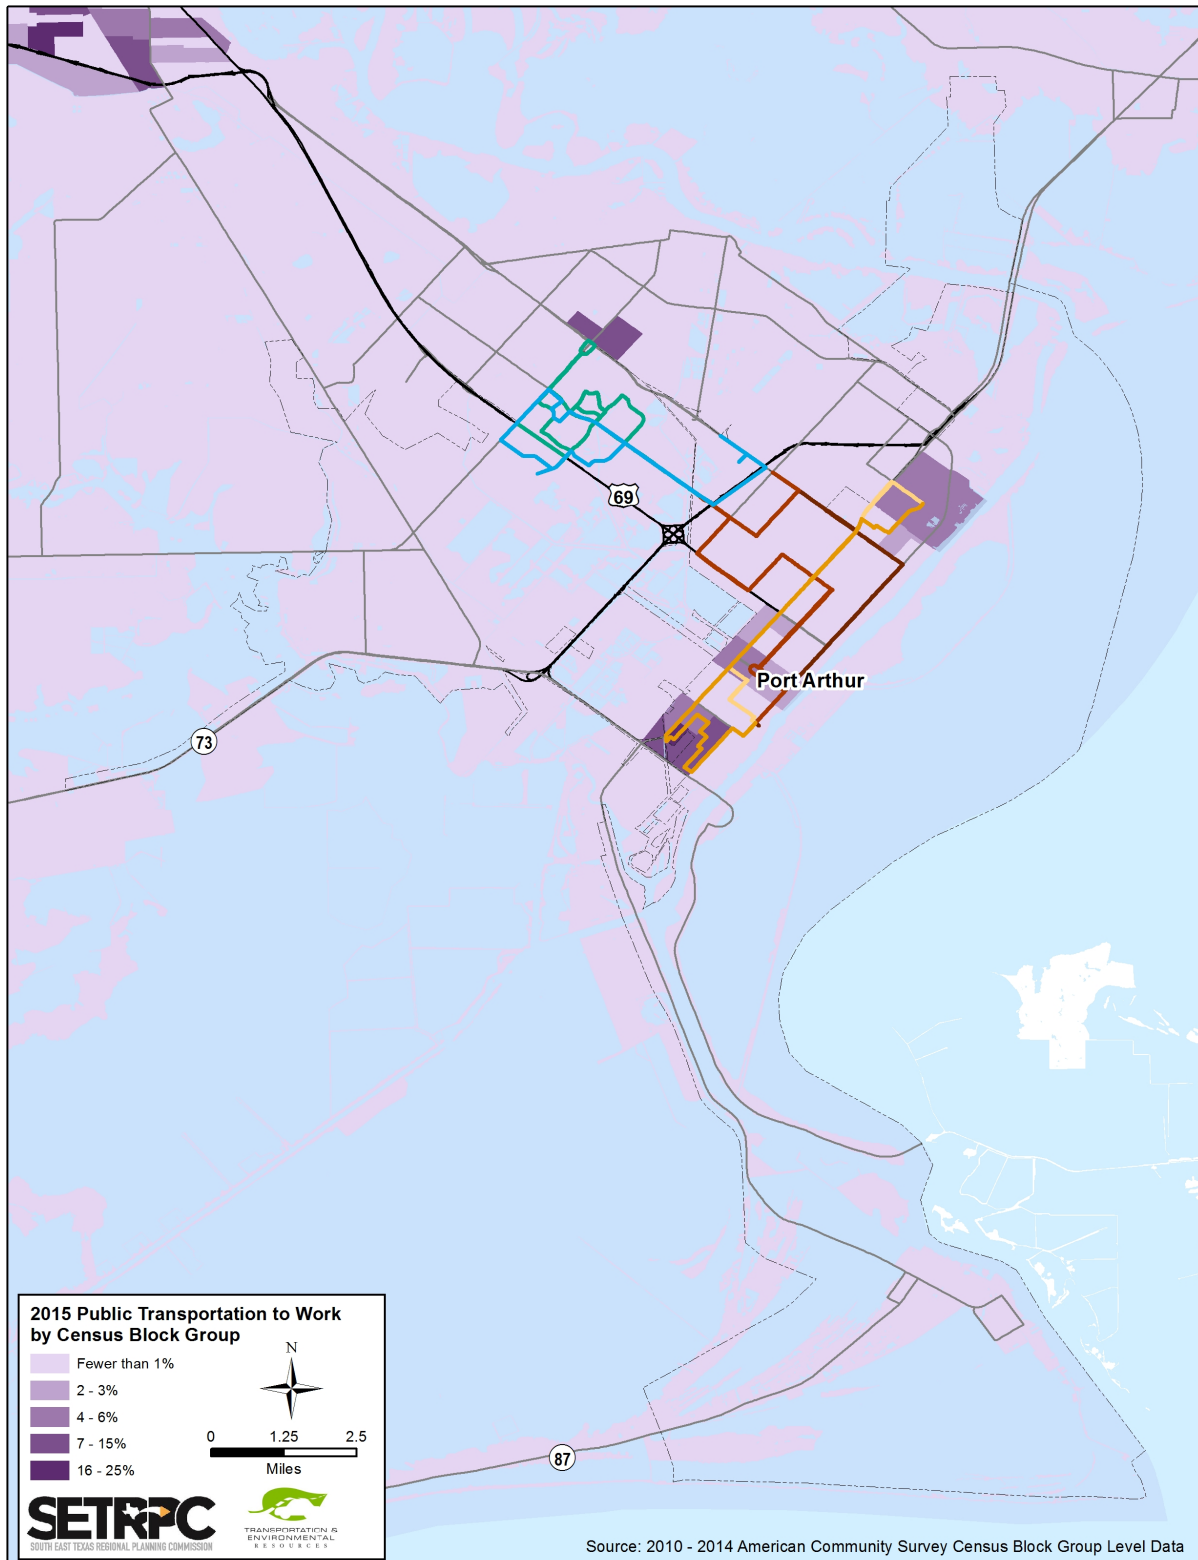 69
Port Arthur
73
87
2015 Public Transportation to Work
by Census Block Group
N
Fewer than 1%
2 - 3%
4 - 6%
7 - 15%
16 - 25%
0 1.25 2.5
Miles
SETRPC
SOUTH EAST TEXAS REGIONAL PLANNING COMMISSION
TRANSPORTATION &
ENVIRONMENTAL
RESOURCES
Source: 2010 - 2014 American Community Survey Census Block Group Level Data